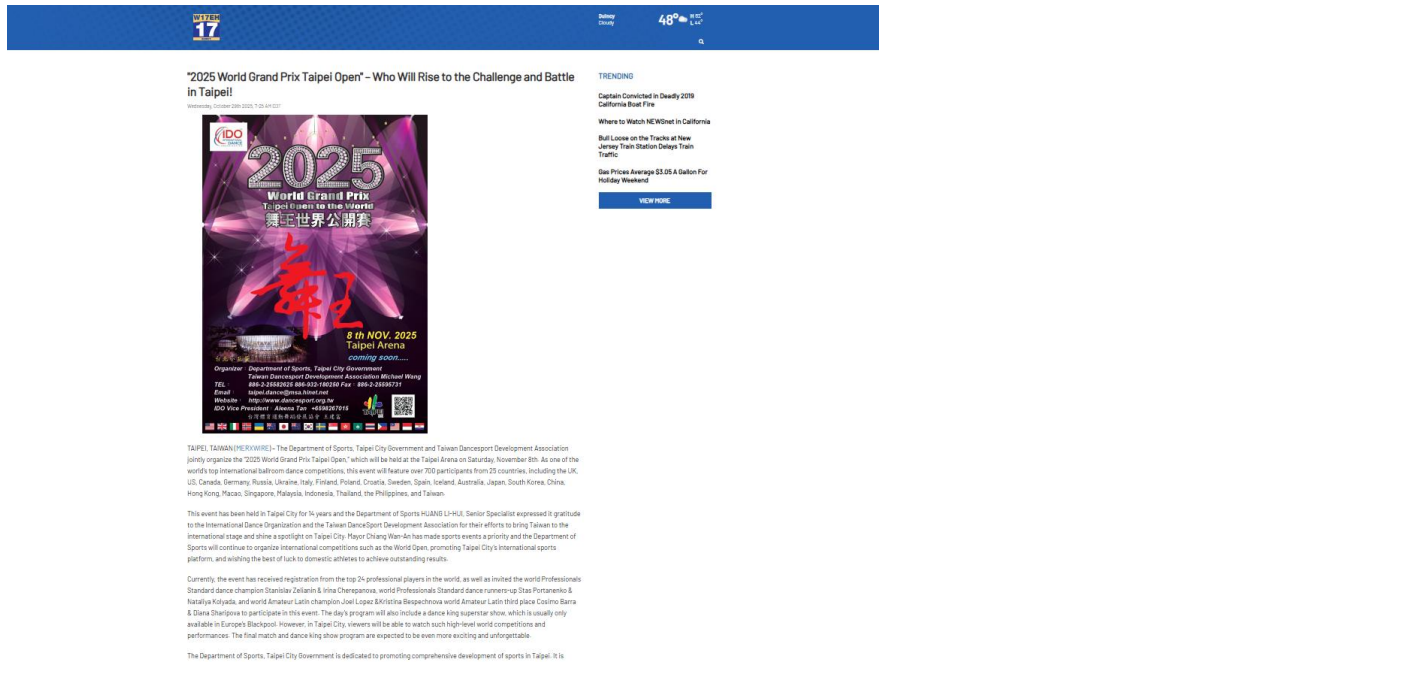 W17EH
17
Quincy
Cloudy
48°
"2025 World Grand Prix Taipei Open" – Who Will Rise to the Challenge and Battle
in Taipei!
TRENDING
Captain Convicted in Deadly 2019
California Boat Fire
Where to Watch NEWSnet in California
Bull Loose on the Tracks at New
Jersey Train Station Delays Train
Traffic
Gas Prices Average $3.05 A Gallon For
Holiday Weekend
VIEW MORE
IDO
DANCE
2025
World Grand Prix
Taipei Open to the World
舞王世界公開賽
舞王
8 th NOV. 2025
Taipei Arena
coming soon.....
Organizer : Department of Sports, Taipei City Government
Taiwan Dancesport Development Association Michael Wang
TEL : 886-2-25582625 886-933-180250 Fax : 886-2-25595731
Email : taipei.dance@msa.hinet.net
Website : http://www.dancesport.org.tw
IDO Vice President : Aleena Tan +6598267015
TAIPEI
TAIPEI, TAIWAN (MERXWIRE) – The Department of Sports, Taipei City Government and Taiwan Dancesport Development Association
jointly organize the "2025 World Grand Prix Taipei Open," which will be held at the Taipei Arena on Saturday, November 8th. As one of the
world's top international ballroom dance competitions, this event will feature over 700 participants from 25 countries, including the UK,
US, Canada, Germany, Russia, Ukraine, Italy, Finland, Poland, Croatia, Sweden, Spain, Iceland, Australia, Japan, South Korea, China,
Hong Kong, Macao, Singapore, Malaysia, Indonesia, Thailand, the Philippines, and Taiwan.
This event has been held in Taipei City for 14 years and the Department of Sports HUANG LI-HUI, Senior Specialist expressed it gratitude
to the International Dance Organization and the Taiwan DanceSport Development Association for their efforts to bring Taiwan to the
international stage and shine a spotlight on Taipei City. Mayor Chiang Wan-An has made sports events a priority and the Department of
Sports will continue to organize international competitions such as the World Open, promoting Taipei City's international sports
platform, and wishing the best of luck to domestic athletes to achieve outstanding results.
Currently, the event has received registration from the top 24 professional players in the world, as well as invited the world Professionals
Standard dance champion Stanislav Zelianin & Irina Cherepanova, world Professionals Standard dance runners-up Stas Portanenko &
Nataliya Kolyada, and world Amateur Latin champion Joel Lopez &Kristina Bespechnova world Amateur Latin third place Cosimo Barra
& Diana Sharipova to participate in this event. The day's program will also include a dance king superstar show, which is usually only
available in Europe's Blackpool. However, in Taipei City, viewers will be able to watch such high-level world competitions and
performances. The final match and dance king show program are expected to be even more exciting and unforgettable.
The Department of Sports, Taipei City Government is dedicated to promoting comprehensive development of sports in Taipei. It is